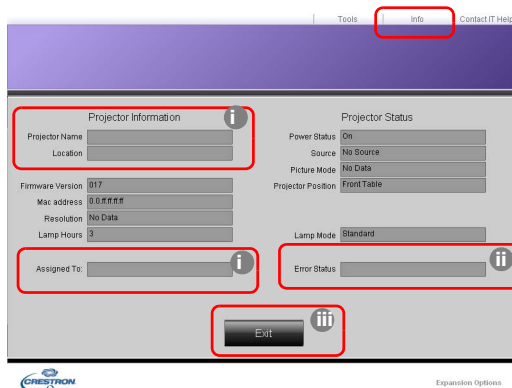 Tools Info Contact IT Help
Projector Information i
Projector Name
Location
Firmware Version 017
Mac address 0.0.ff.ff.ff.ff
Resolution No Data
Lamp Hours 3
Assigned To: i
Projector Status
Power Status On
Source No Source
Picture Mode No Data
Projector Position Front Table
Lamp Mode Standard
Error Status ii
Exit iii
CRESTRON
Expansion Options